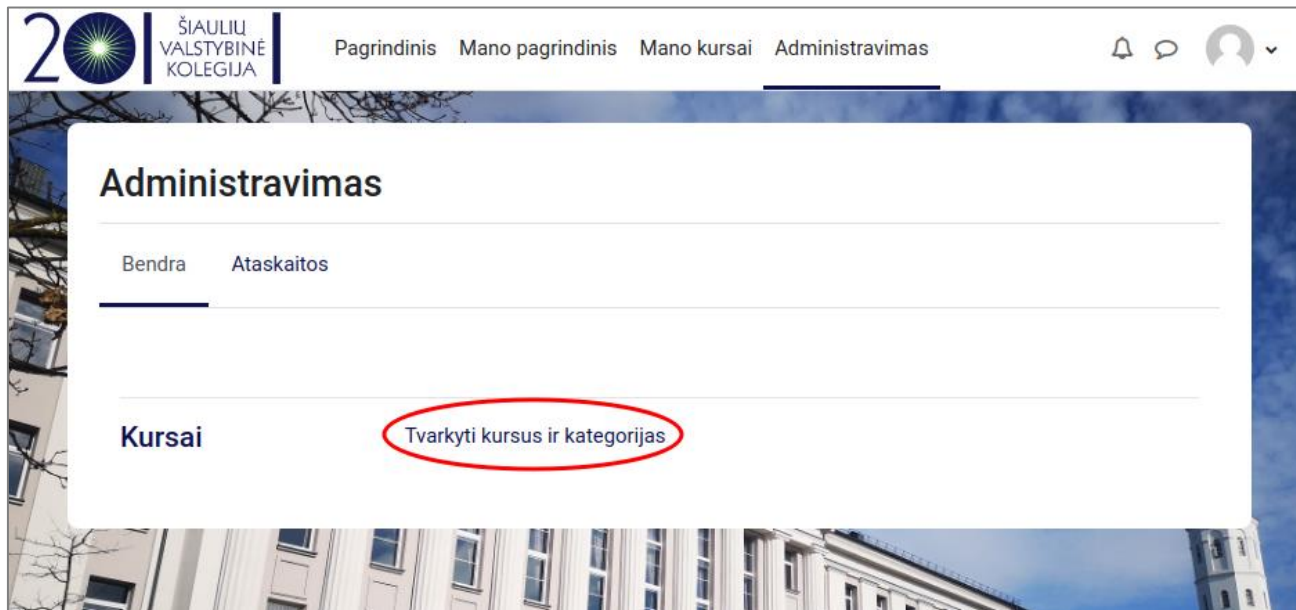 20
ŠIAULIŲ
VALSTYBINĖ
KOLEGIJA
Pagrindinis Mano pagrindinis Mano kursai Administravimas
Administravimas
Bendra Ataskaitos
Kursai Tvarkyti kursus ir kategorijas